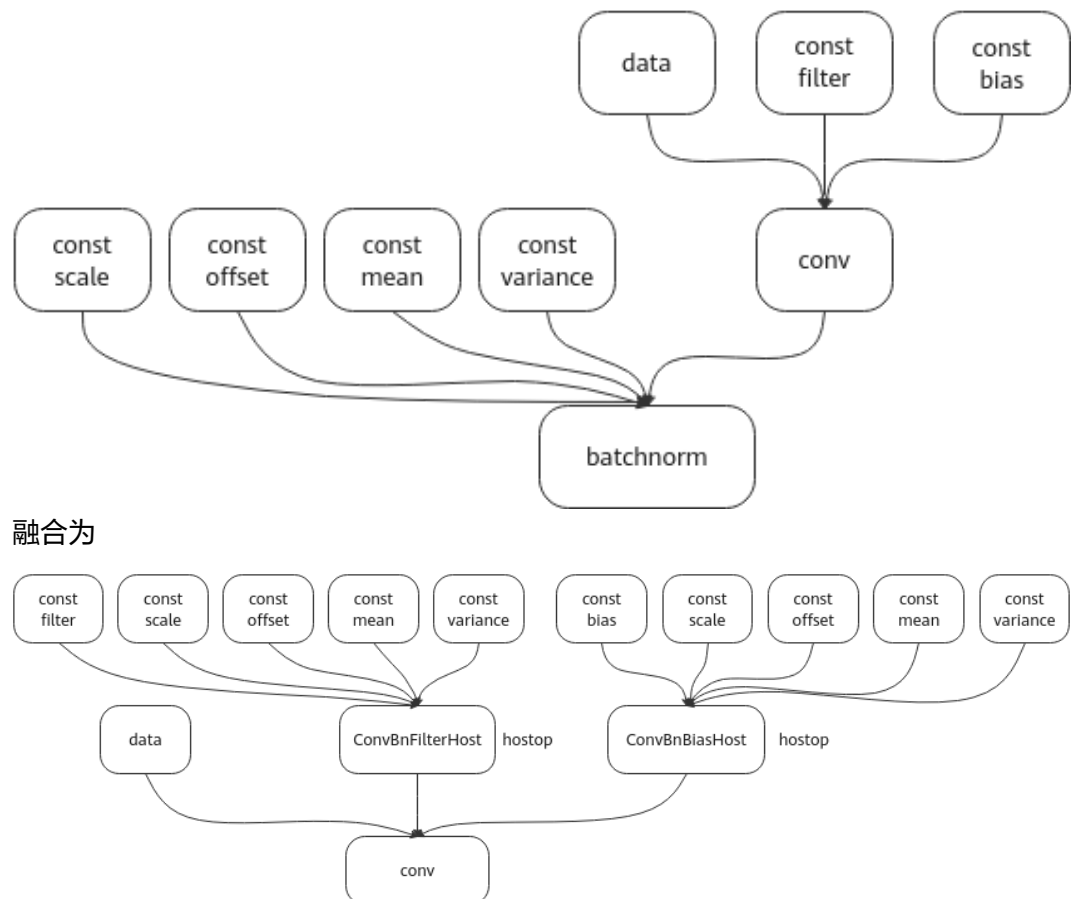 data
const
filter
const
bias
const
scale
const
offset
const
mean
const
variance
conv
batchnorm
融合为
const
filter
const
scale
const
offset
const
mean
const
variance
const
bias
const
scale
const
offset
const
mean
const
variance
data
ConvBnFilterHost
hostop
ConvBnBiasHost
hostop
conv